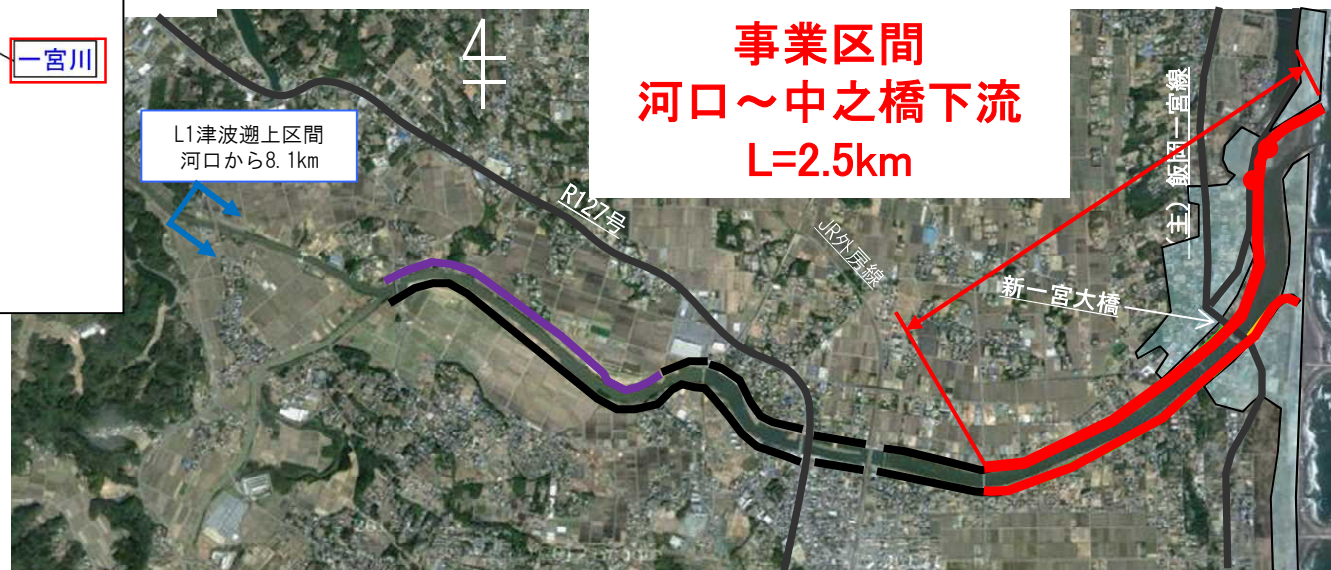 一宮川
事業区間
河口～中之橋下流
L=2.5km
L1津波遡上区間
河口から8.1km
R127号
JR外房線
新一宮大橋
(主) 飯岡一宮線